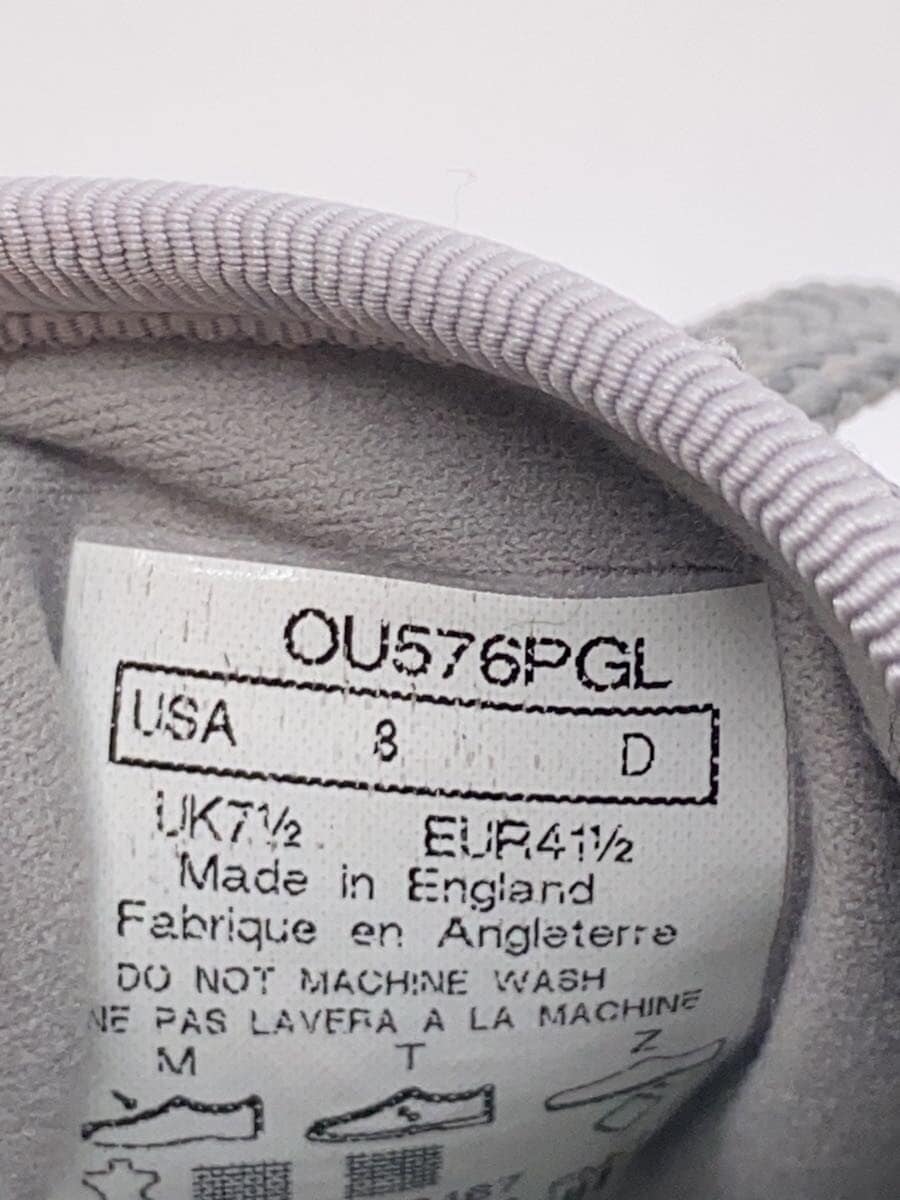 OU576PGL
USA 8 D
UK7½ EUR41½
Made in England
Fabrique en Angleterre
DO NOT MACHINE WASH
NE PAS LAVERA A LA MACHINE
M T Z